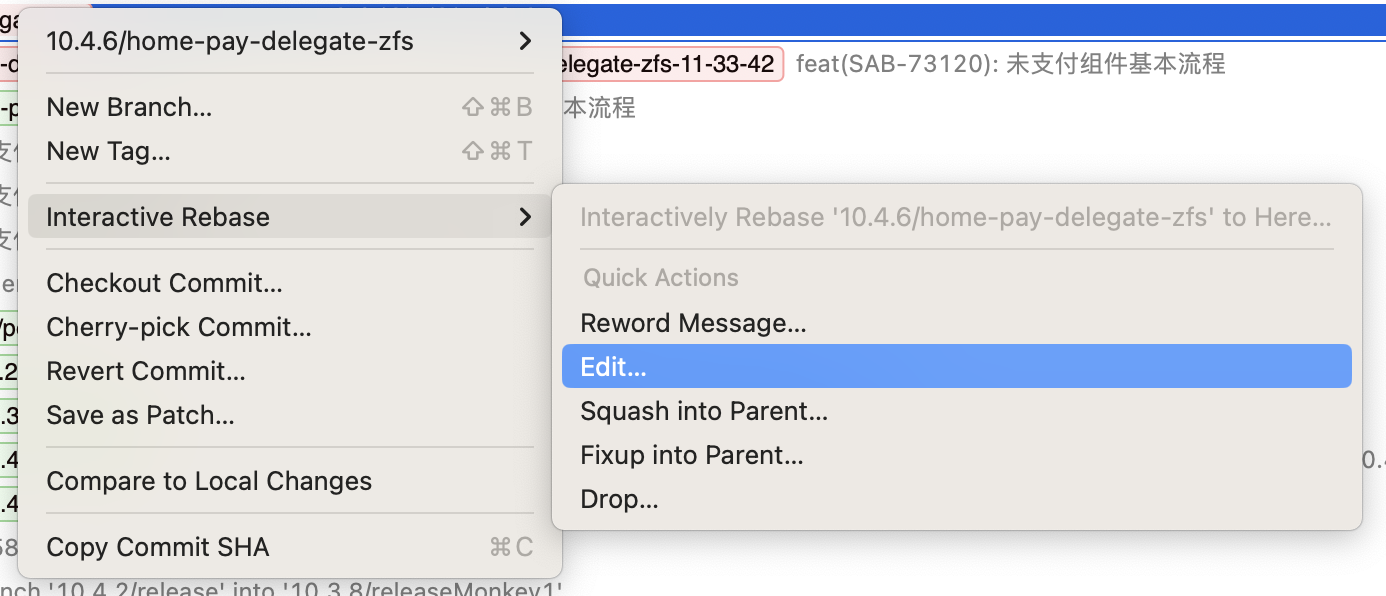 10.4.6/home-pay-delegate-zfs
elegate-zfs-11-33-42 feat(SAB-73120): 未支付组件基本流程
New Branch... ⇧⌘B
本流程
New Tag... ⇧⌘T
Interactive Rebase
Interactively Rebase '10.4.6/home-pay-delegate-zfs' to Here...
Quick Actions
Reword Message...
Edit...
Squash into Parent...
Fixup into Parent...
Drop...
Checkout Commit...
Cherry-pick Commit...
Revert Commit...
Save as Patch...
Compare to Local Changes
Copy Commit SHA ⌘C
nch '10.4.2/release' into '10.3.8/releaseMonkey1'